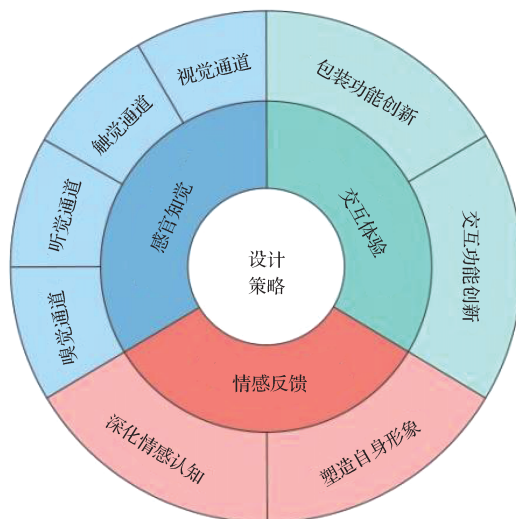 设计
策略
感官知觉
交互体验
情感反馈
视觉通道
触觉通道
听觉通道
嗅觉通道
包装功能创新
交互功能创新
深化情感认知
塑造自身形象